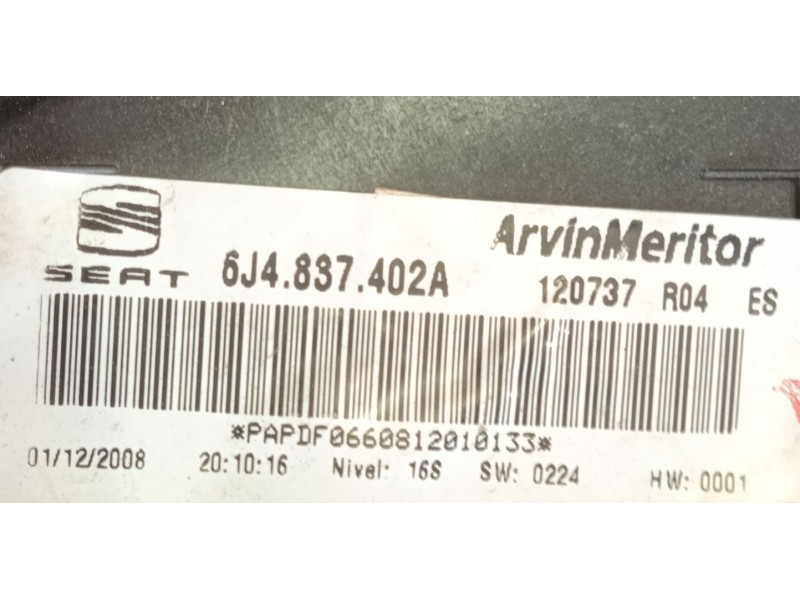 ArvinMeritor
SEAT 6J4.837.402A 120737 R04 ES
*PAPDF0660812010133*
01/12/2008 20:10:16 Nivel: 16S SW: 0224 HW: 0001